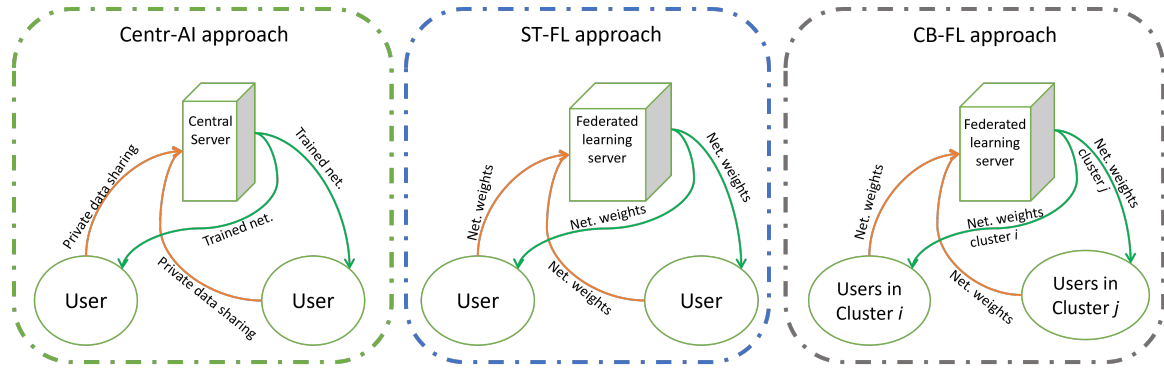 Centr-AI approach
Central
Server
Private data sharing
Trained net.
Trained net.
Private data sharing
User
User
ST-FL approach
Federated
learning
server
Net. weights
Net. weights
Net. weights
Net. weights
User
User
CB-FL approach
Federated
learning
server
Net. weights
Net. weights
cluster j
Net. weights
cluster i
Net. weights
Users in
Cluster i
Users in
Cluster j